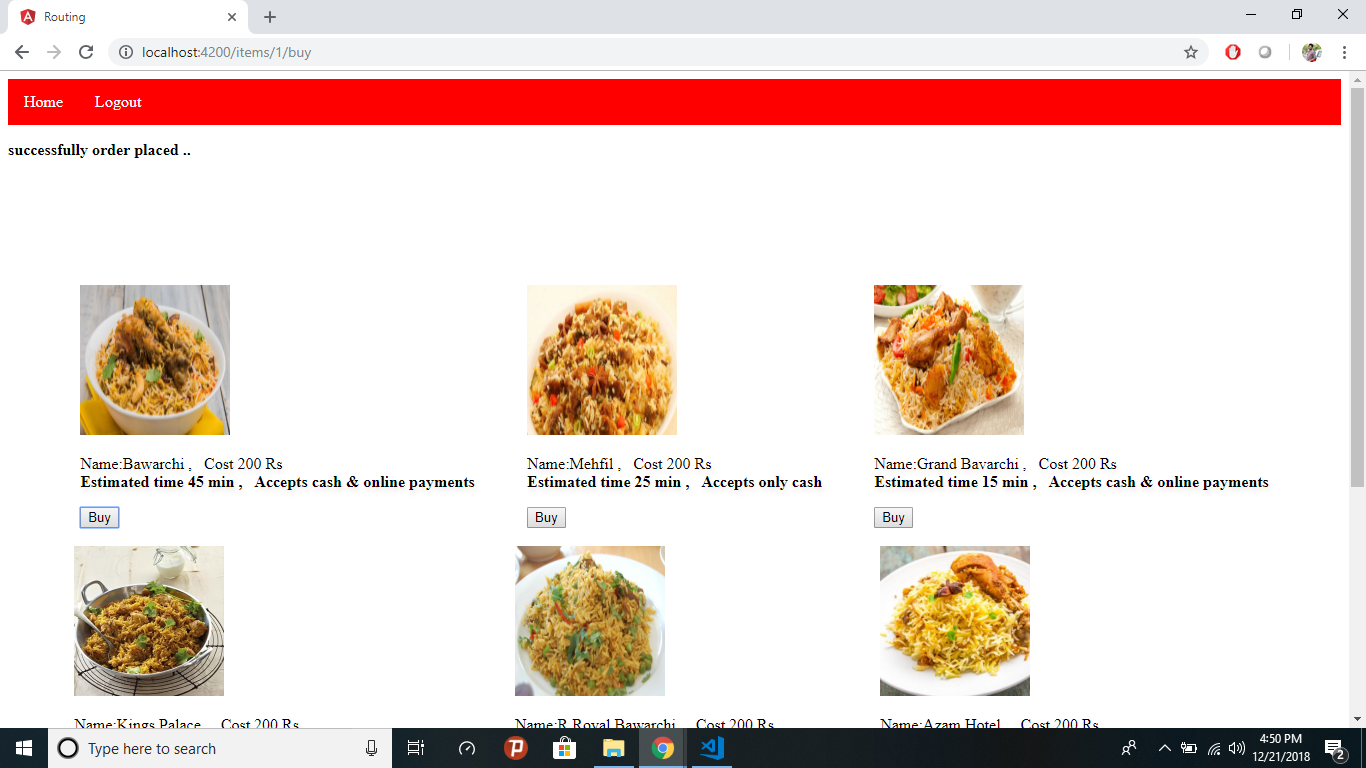 Routing
localhost:4200/items/1/buy
Home Logout
successfully order placed ..
Name:Bawarchi , Cost 200 Rs
Estimated time 45 min , Accepts cash & online payments
Buy
Name:Mehfil , Cost 200 Rs
Estimated time 25 min , Accepts only cash
Buy
Name:Grand Bavarchi , Cost 200 Rs
Estimated time 15 min , Accepts cash & online payments
Buy
Name:Kings Palace , Cost 200 Rs
Name:R Royal Bawarchi , Cost 200 Rs
Name:Azam Hotel , Cost 200 Rs
Type here to search
4:50 PM
12/21/2018
2